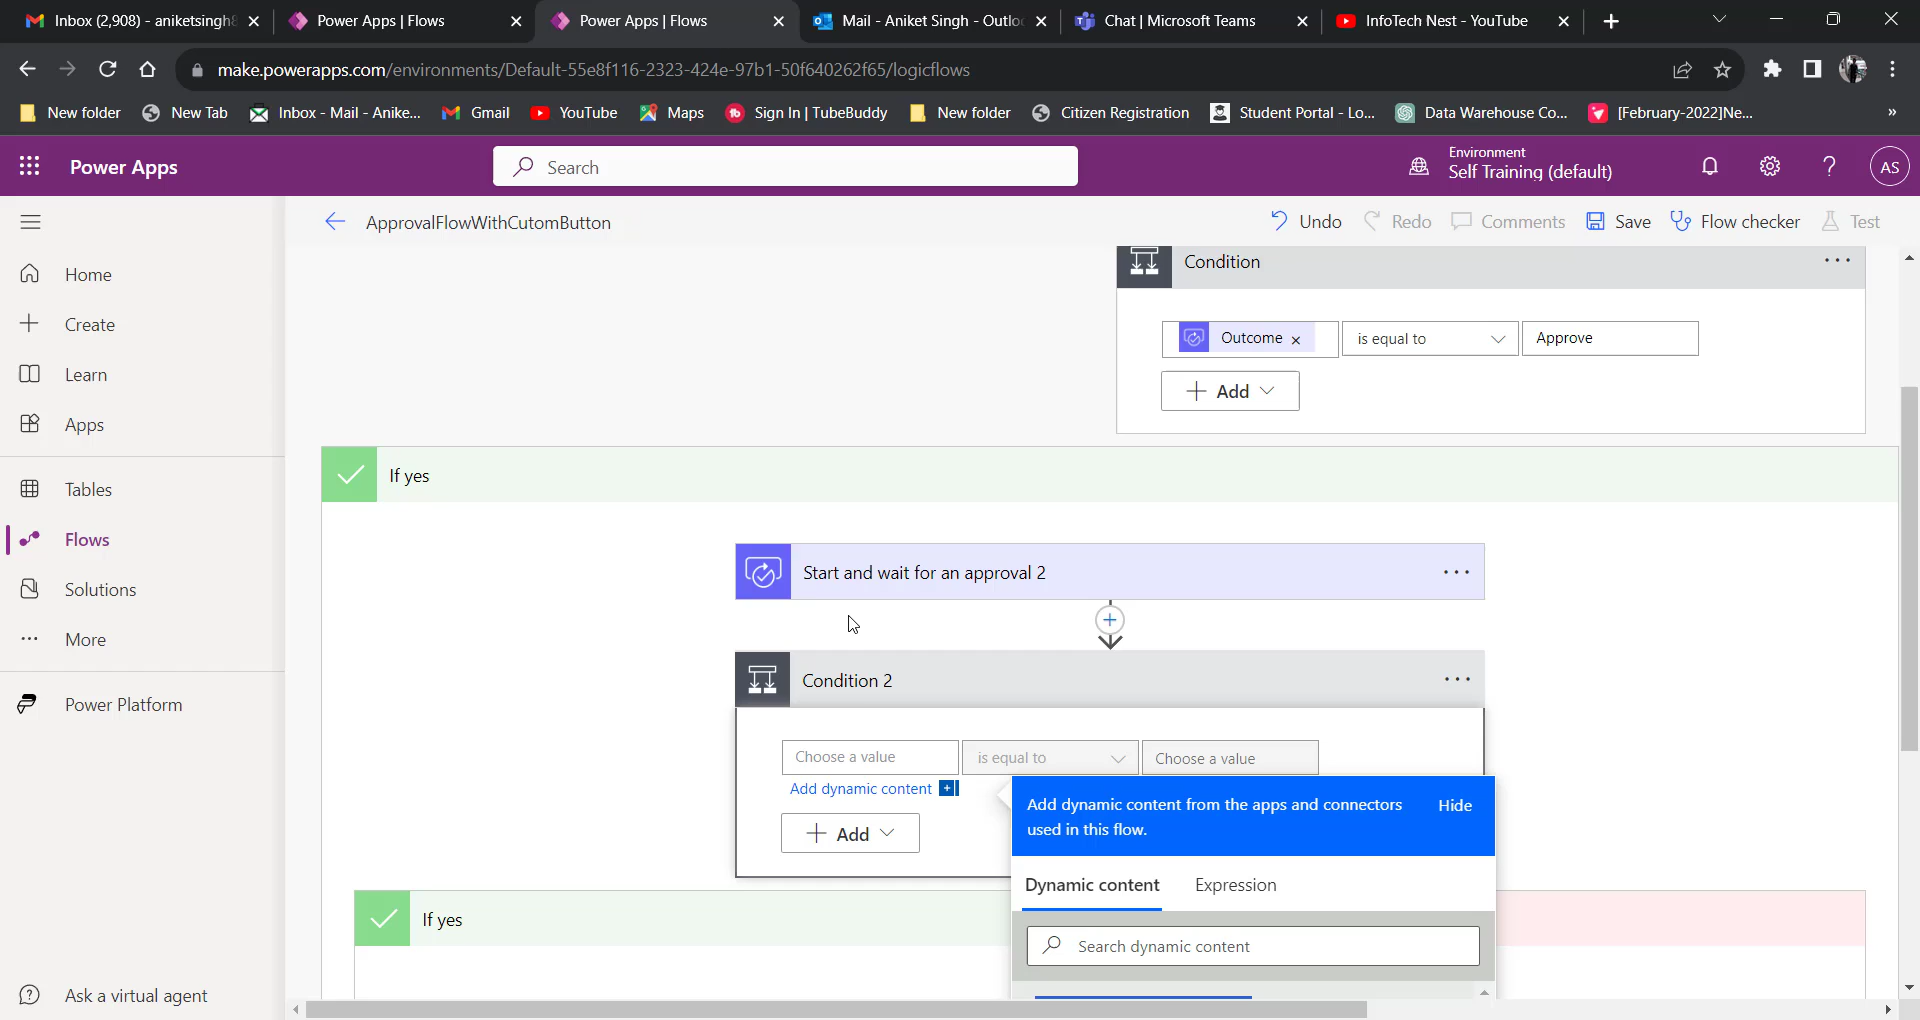 Inbox (2,908) - aniketsingh8
Power Apps | Flows
Power Apps | Flows
Mail - Aniket Singh - Outlo
Chat | Microsoft Teams
InfoTech Nest - YouTube
make.powerapps.com/environments/Default-55e8f116-2323-424e-97b1-50f640262f65/logicflows
New folder
New Tab
Inbox - Mail - Anike...
Gmail
YouTube
Maps
Sign In | TubeBuddy
New folder
Citizen Registration
Student Portal - Lo...
Data Warehouse Co...
[February-2022]Ne...
»
Power Apps
Search
Environment
Self Training (default)
AS
ApprovalFlowWithCutomButton
Undo
Redo
Comments
Save
Flow checker
Test
Home
Create
Learn
Apps
Tables
Flows
Solutions
More
Power Platform
Ask a virtual agent
Condition
Outcome
is equal to
Approve
Add
If yes
Start and wait for an approval 2
Condition 2
Choose a value
is equal to
Choose a value
Add dynamic content
Add
Add dynamic content from the apps and connectors
used in this flow.
Hide
Dynamic content
Expression
Search dynamic content
If yes